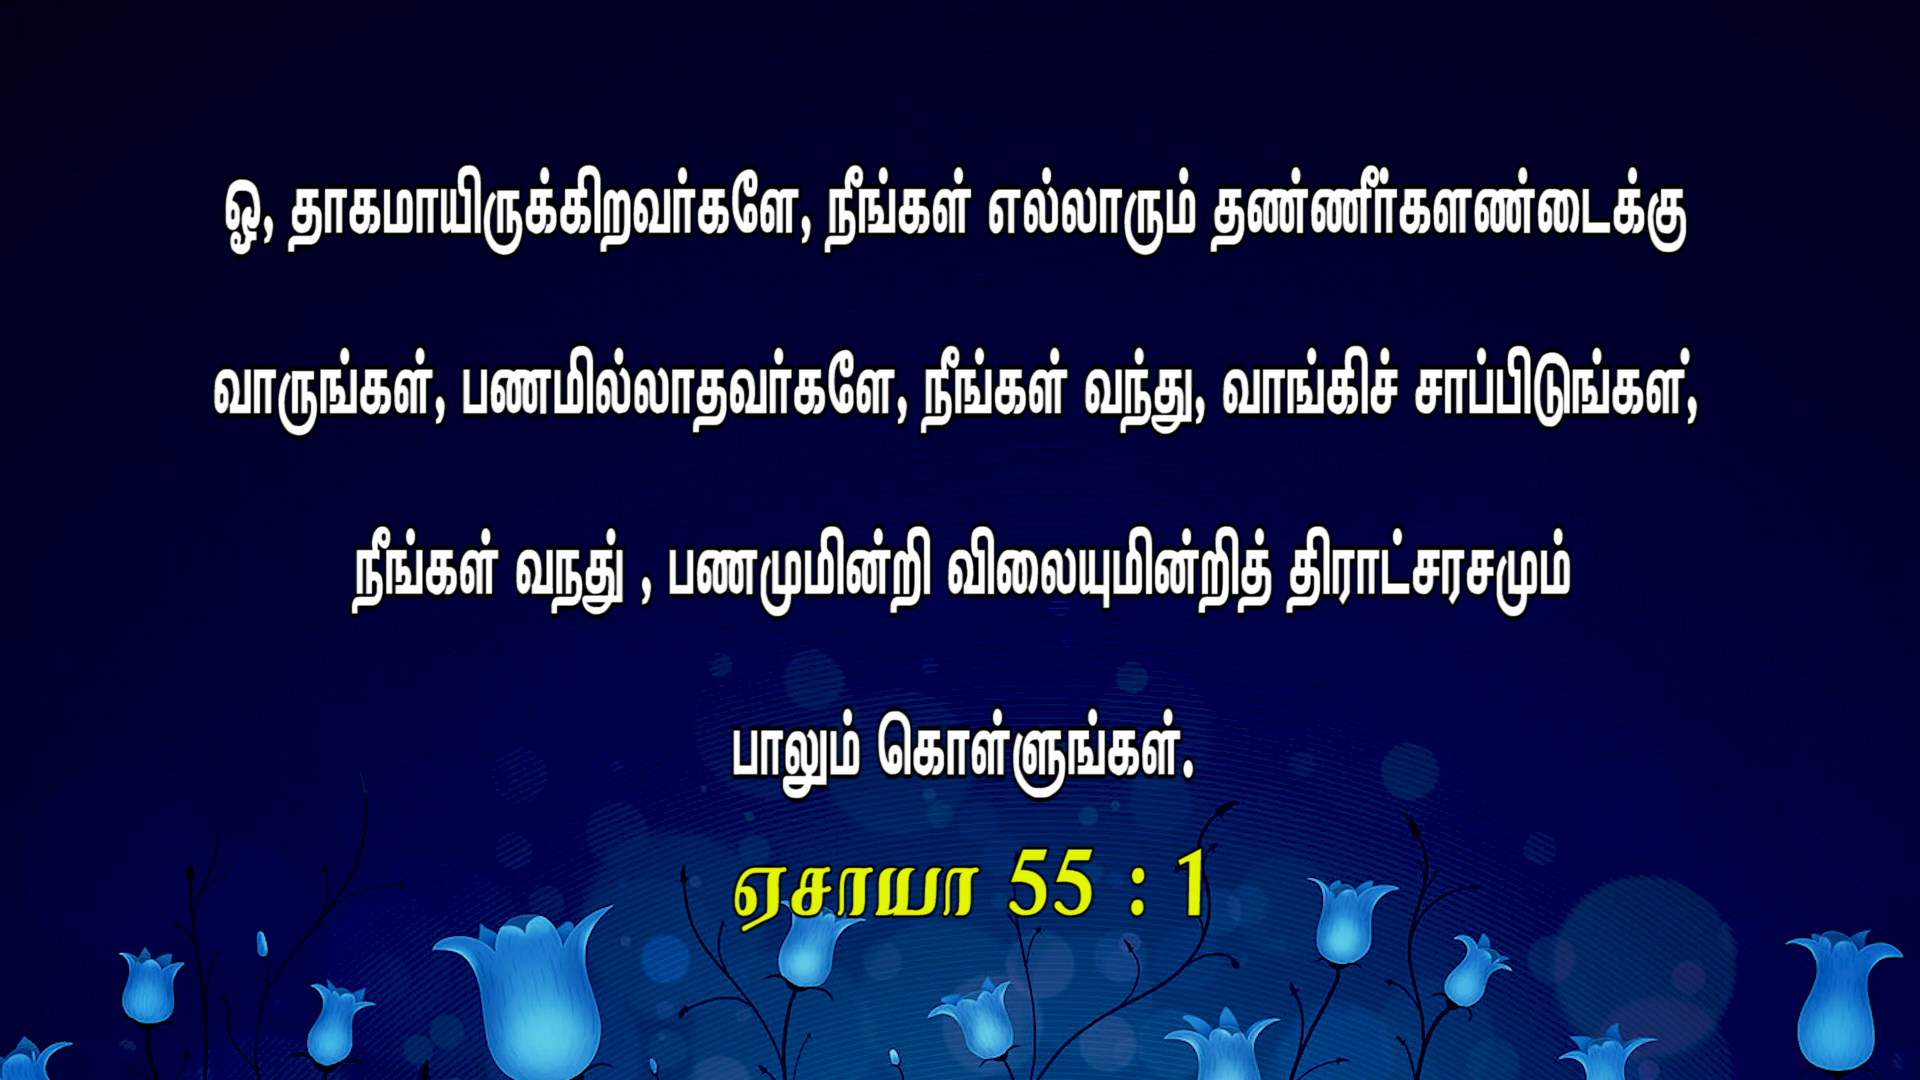 ஓ, தாகமாயிருக்கிறவர்களே, நீங்கள் எல்லாரும் தண்ணீர்களண்டைக்கு
வாருங்கள், பணமில்லாதவர்களே, நீங்கள் வந்து, வாங்கிச் சாப்பிடுங்கள்,
நீங்கள் வநது் , பணமுமின்றி விலையுமின்றித் திராட்சரசமும்
பாலும் கொள்ளுங்கள்.
ஏசாயா 55 : 1